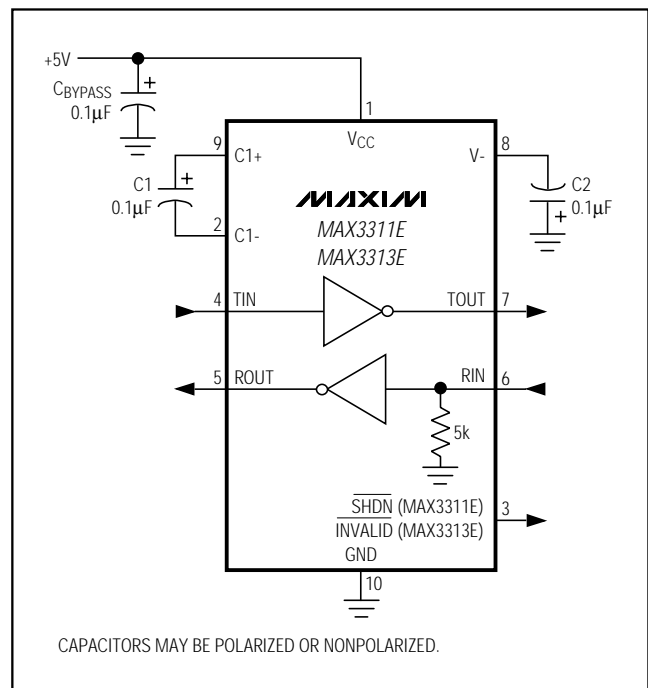 +5V
CBYPASS
0.1µF
1
VCC
9
C1+
V-
8
C1
0.1µF
C2
0.1µF
2
C1-
MAXIM
MAX3311E
MAX3313E
4
TIN
TOUT
7
5
ROUT
RIN
6
5k
SHDN (MAX3311E)
3
INVALID (MAX3313E)
GND
10
CAPACITORS MAY BE POLARIZED OR NONPOLARIZED.